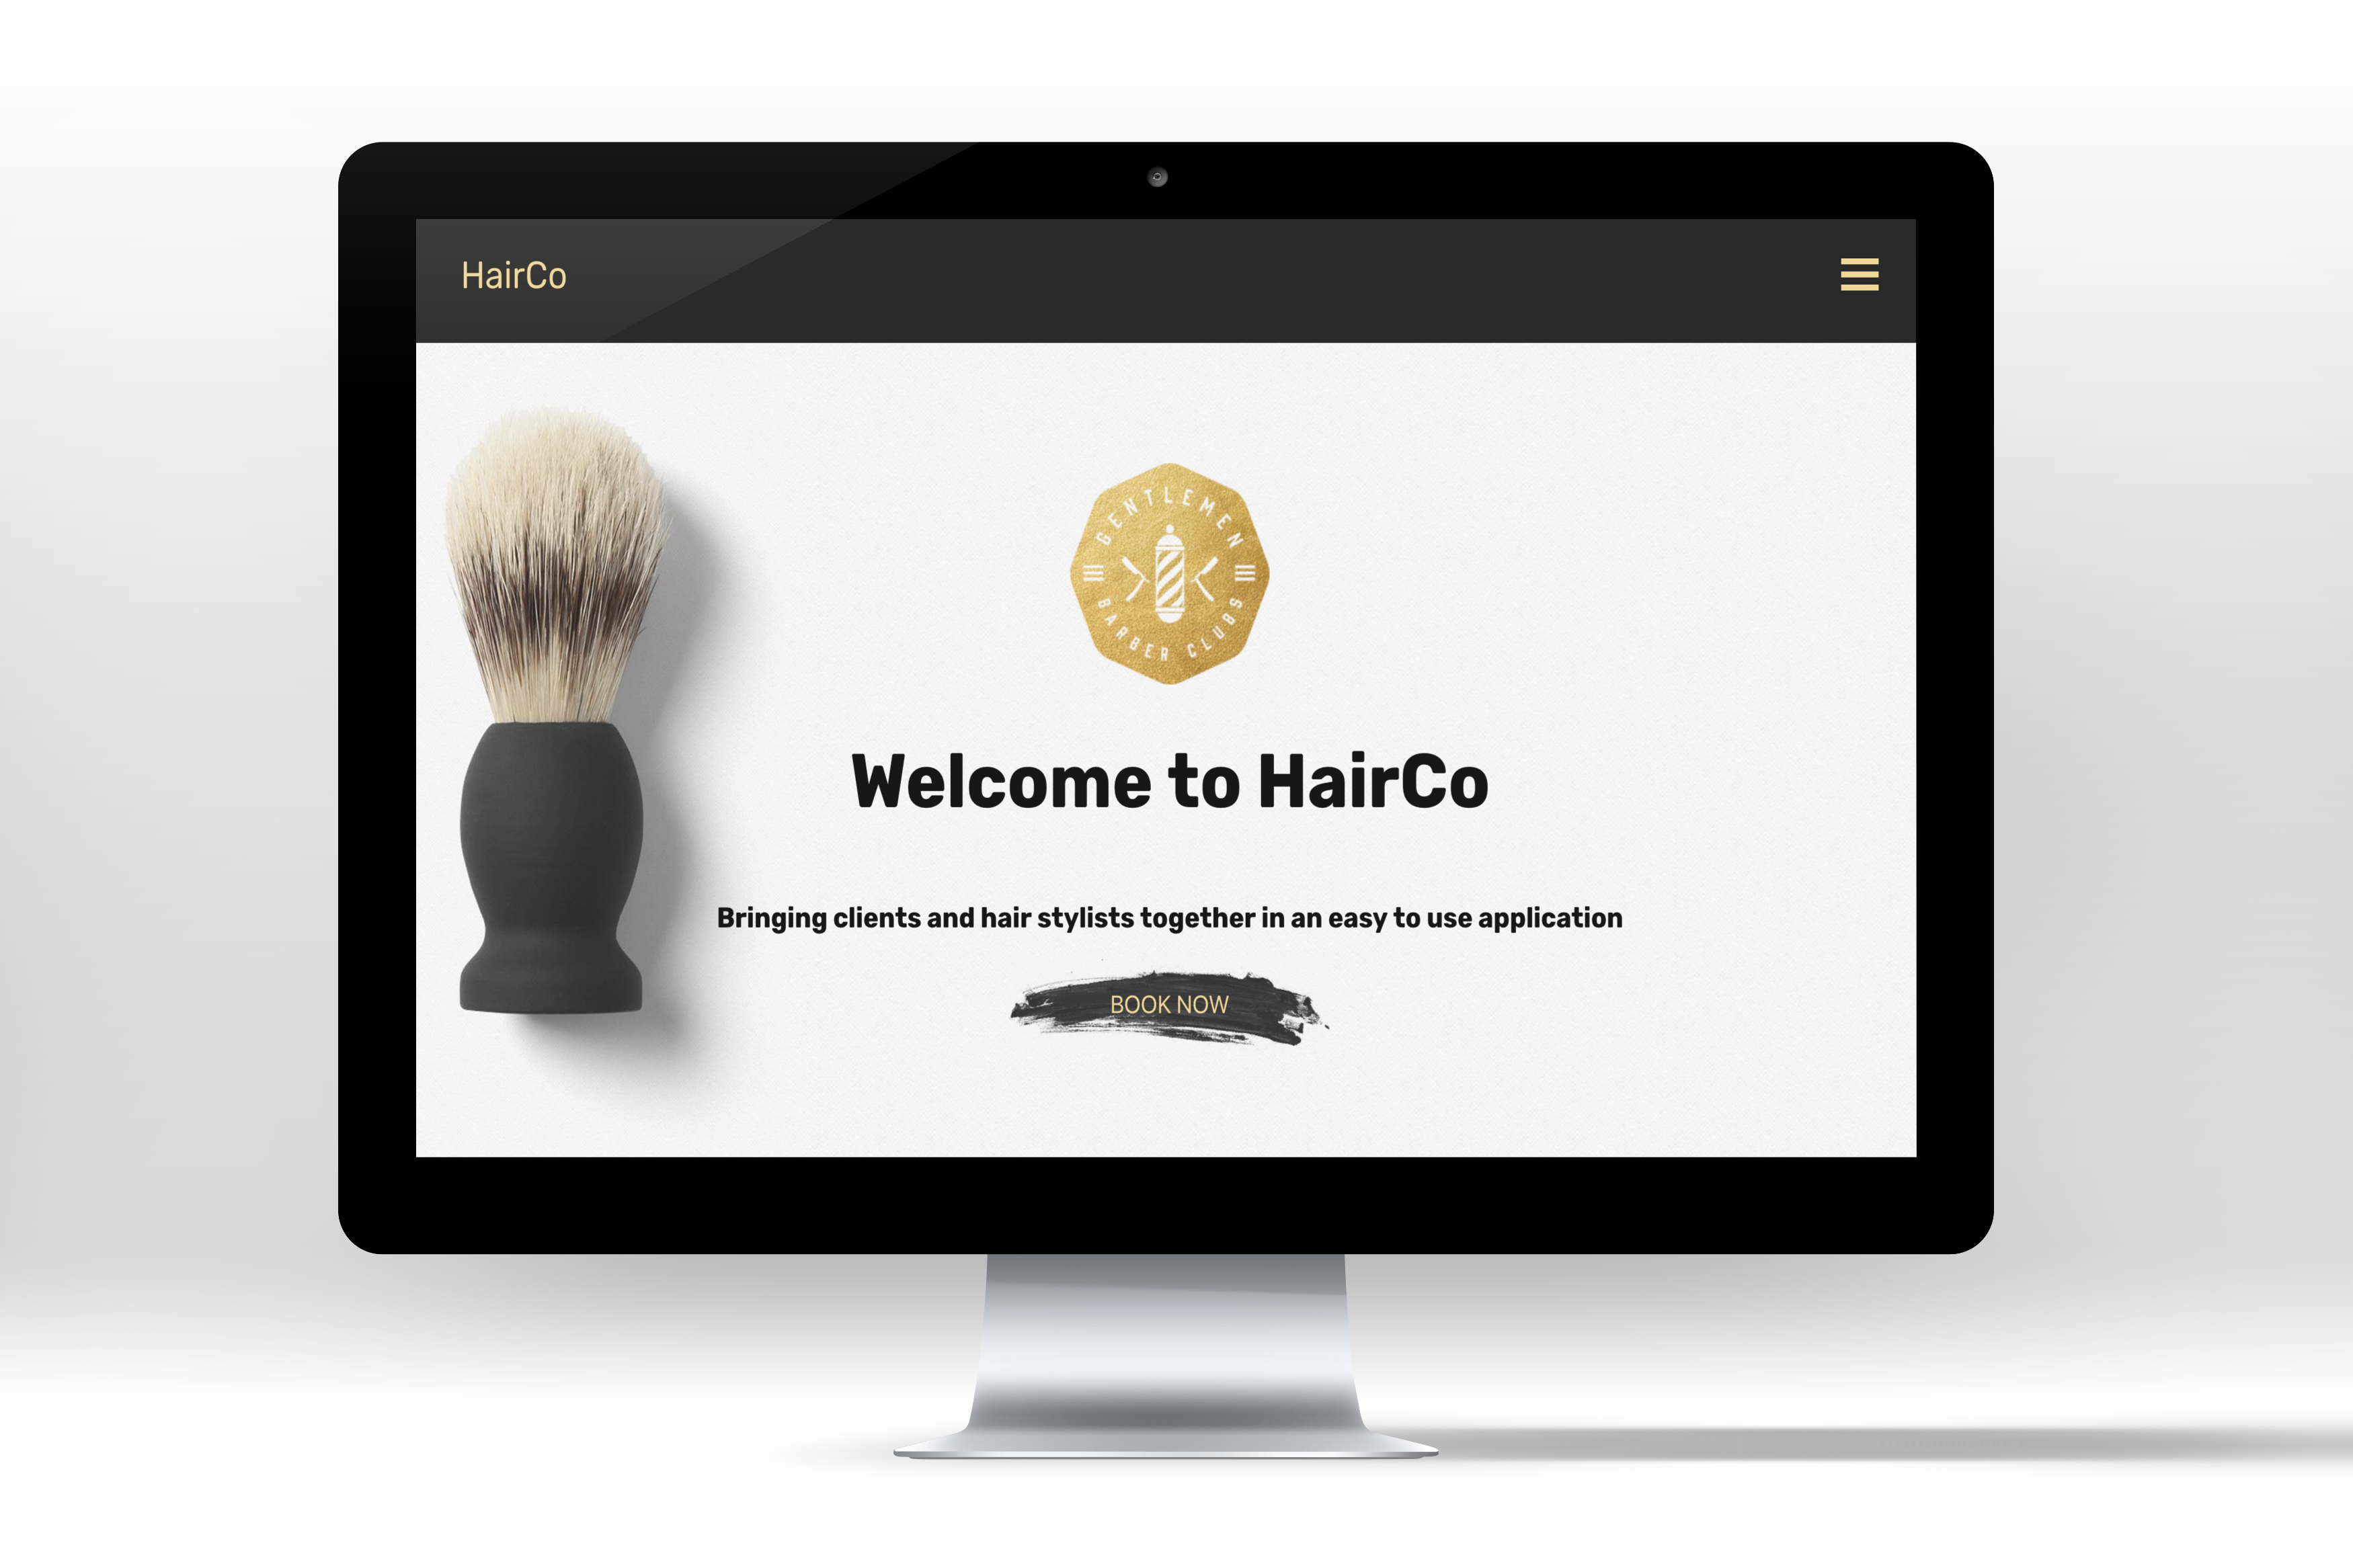 HairCo
GENTLEMEN
BARBER CLUBS
Welcome to HairCo
Bringing clients and hair stylists together in an easy to use application
BOOK NOW